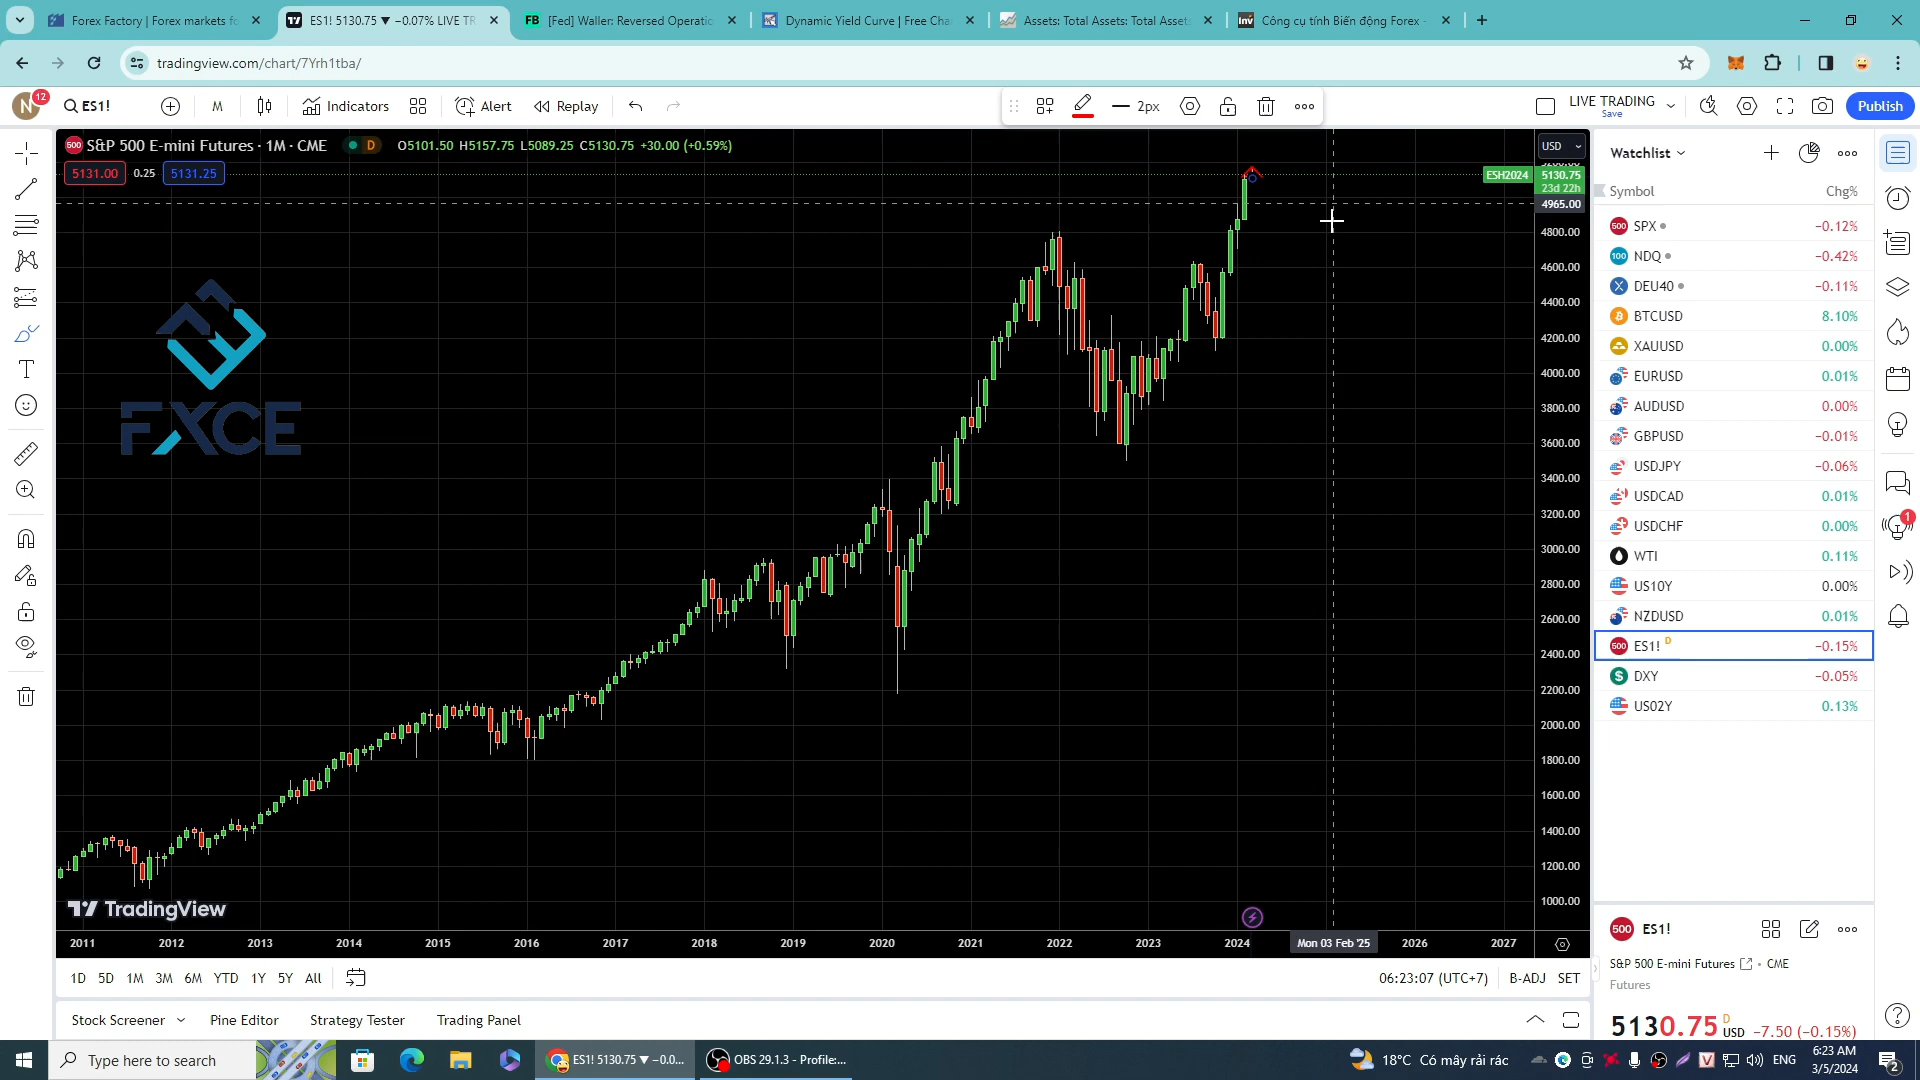 Forex Factory | Forex markets fo
ES1! 5130.75 ▼ −0.07% LIVE TR
FB [Fed] Waller: Reversed Operatio
Dynamic Yield Curve | Free Cha
Assets: Total Assets: Total Assets
Inv Công cụ tính Biến động Forex -
tradingview.com/chart/7Yrh1tba/
N 12 ES1! M Indicators Alert Replay 2px LIVE TRADING Save Publish
500 S&P 500 E-mini Futures · 1M · CME D O5101.50 H5157.75 L5089.25 C5130.75 +30.00 (+0.59%)
5131.00 0.25 5131.25
USD
ESH2024 5130.75
23d 22h
4965.00
4800.00
4600.00
4400.00
4200.00
4000.00
3800.00
3600.00
3400.00
3200.00
3000.00
2800.00
2600.00
2400.00
2200.00
2000.00
1800.00
1600.00
1400.00
1200.00
1000.00
FXCE
TradingView
2011 2012 2013 2014 2015 2016 2017 2018 2019 2020 2021 2022 2023 2024 Mon 03 Feb '25 2026 2027
1D 5D 1M 3M 6M YTD 1Y 5Y All
06:23:07 (UTC+7) B-ADJ SET
Stock Screener Pine Editor Strategy Tester Trading Panel
Watchlist
Symbol Chg%
500 SPX −0.12%
100 NDQ −0.42%
DEU40 −0.11%
BTCUSD 8.10%
XAUUSD 0.00%
EURUSD 0.01%
AUDUSD 0.00%
GBPUSD −0.01%
USDJPY −0.06%
USDCAD 0.01%
USDCHF 0.00%
WTI 0.11%
US10Y 0.00%
NZDUSD 0.01%
500 ES1! D −0.15%
DXY −0.05%
US02Y 0.13%
1
500 ES1!
S&P 500 E-mini Futures • CME
Futures
5130.75 D USD −7.50 (−0.15%)
Type here to search
ES1! 5130.75 ▼ −0.0...
OBS 29.1.3 - Profile:...
18°C Có mây rải rác
ENG
6:23 AM
3/5/2024
2